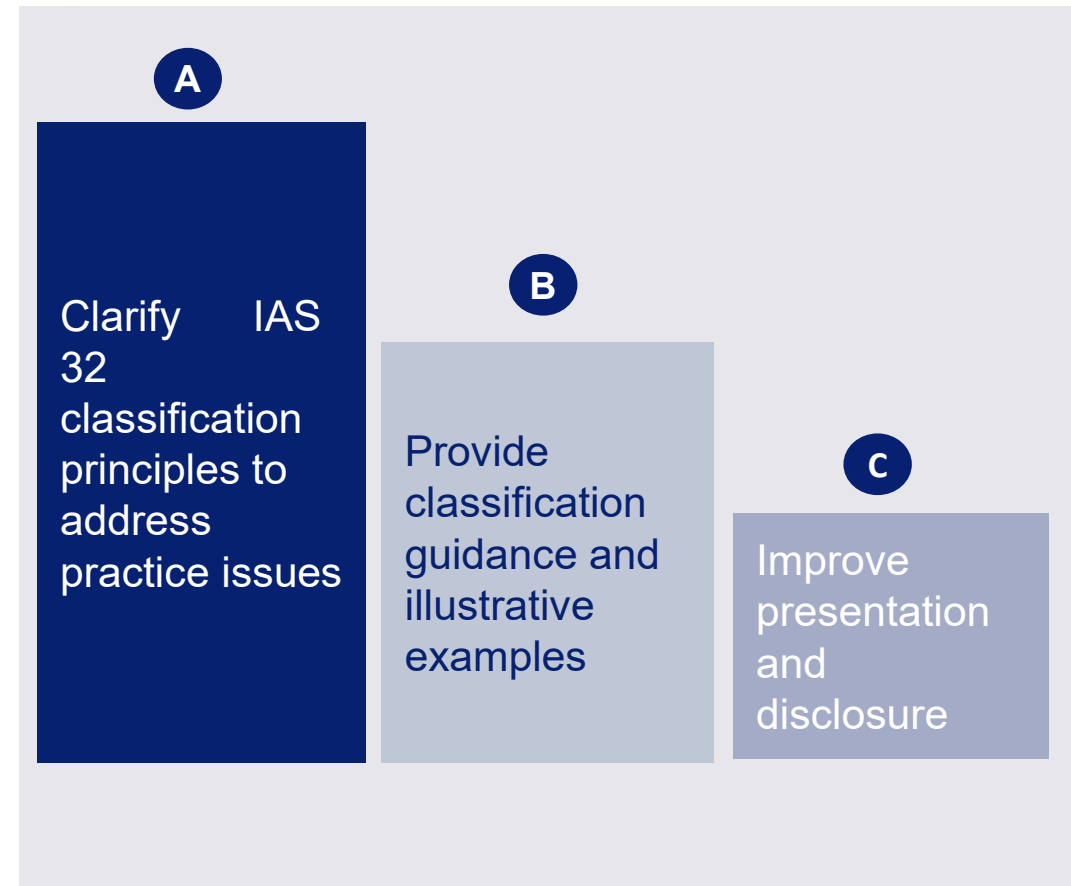 A
Clarify IAS
32
classification
principles to
address
practice issues
B
Provide
classification
guidance and
illustrative
examples
C
Improve
presentation
and
disclosure